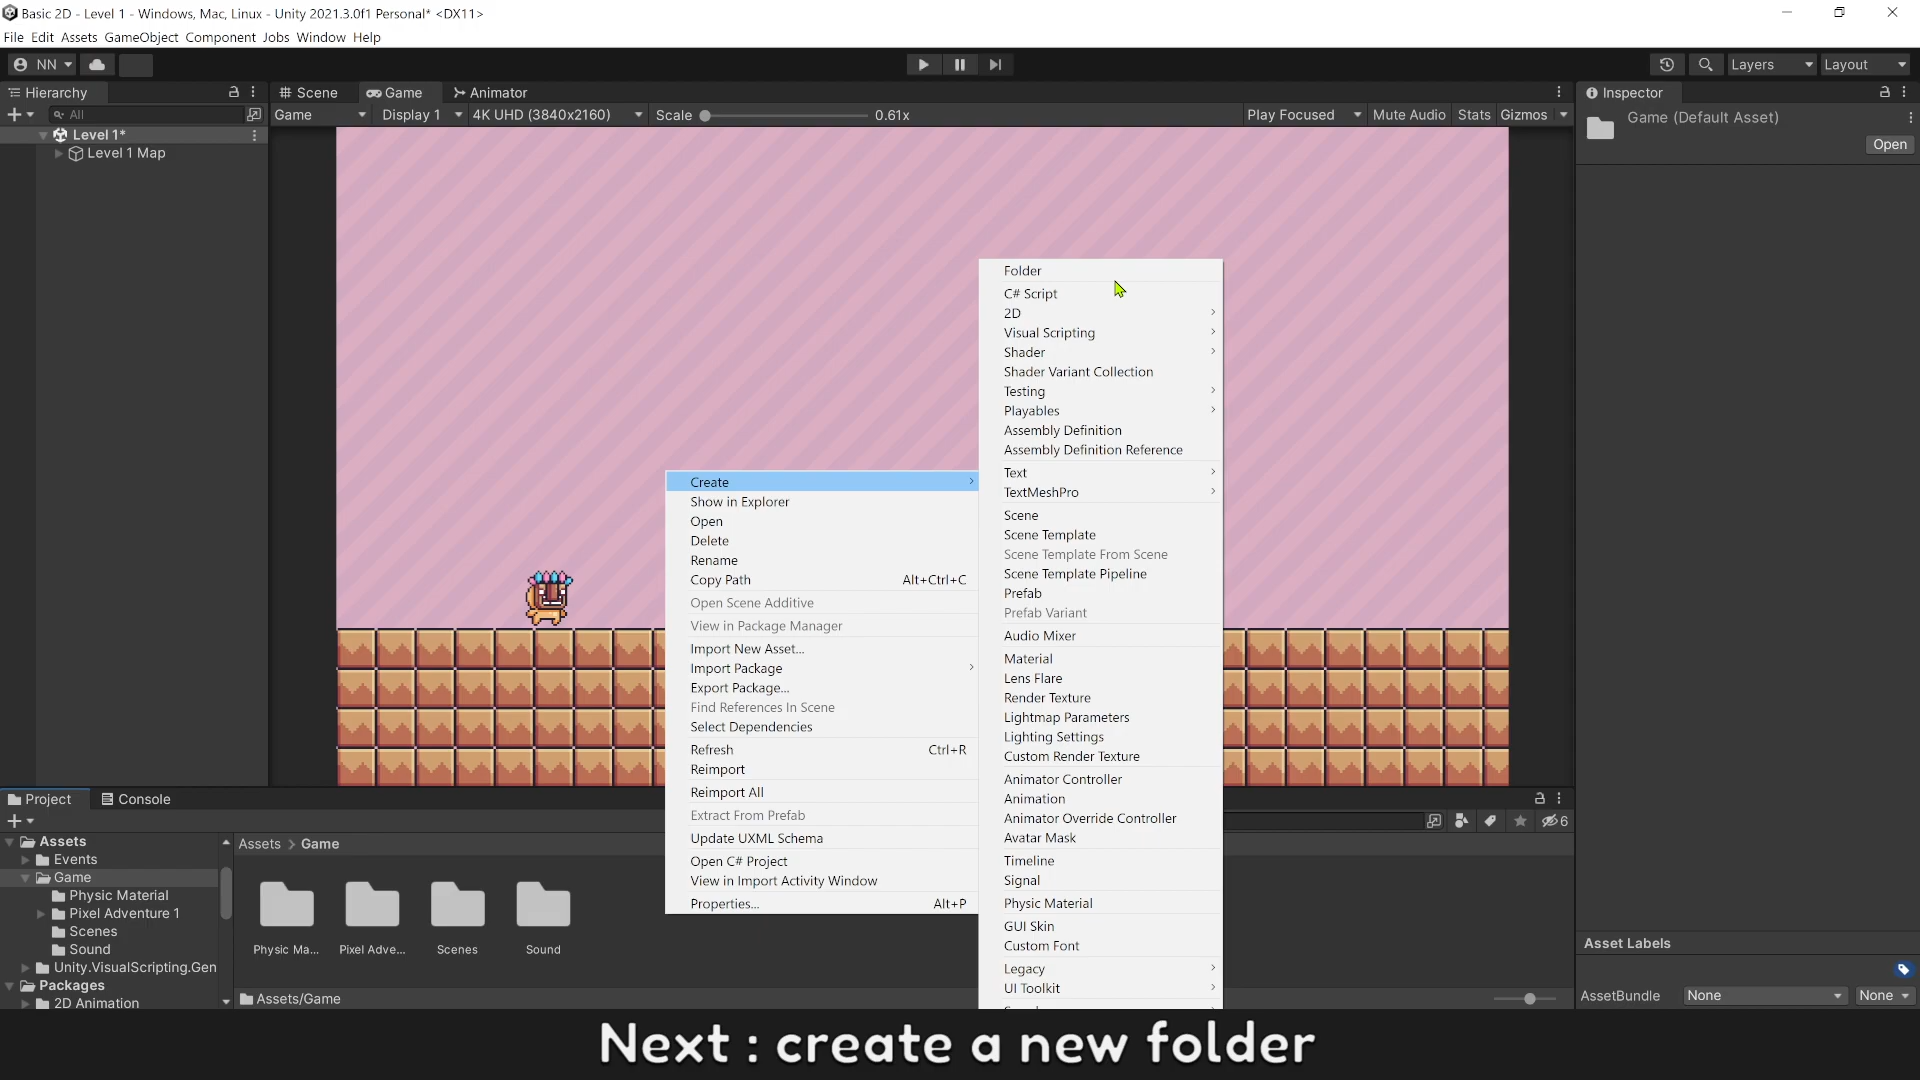 Basic 2D - Level 1 - Windows, Mac, Linux - Unity 2021.3.0f1 Personal* <DX11>
File Edit Assets GameObject Component Jobs Window Help
NN Layers Layout
Hierarchy Scene Game Animator Inspector
All Game Display 1 4K UHD (3840x2160) Scale 0.61x Play Focused Mute Audio Stats Gizmos Game (Default Asset)
Level 1*
Open
Level 1 Map
Folder
C# Script
2D
Visual Scripting
Shader
Shader Variant Collection
Testing
Playables
Assembly Definition
Assembly Definition Reference
Text
TextMeshPro
Scene
Scene Template
Scene Template From Scene
Scene Template Pipeline
Prefab
Prefab Variant
Audio Mixer
Material
Lens Flare
Render Texture
Lightmap Parameters
Lighting Settings
Custom Render Texture
Animator Controller
Animation
Animator Override Controller
Avatar Mask
Timeline
Signal
Physic Material
GUI Skin
Custom Font
Legacy
UI Toolkit
Create
Show in Explorer
Open
Delete
Rename
Copy Path Alt+Ctrl+C
Open Scene Additive
View in Package Manager
Import New Asset...
Import Package
Export Package...
Find References In Scene
Select Dependencies
Refresh Ctrl+R
Reimport
Reimport All
Extract From Prefab
Update UXML Schema
Open C# Project
View in Import Activity Window
Properties... Alt+P
Project Console
6
Assets
Events
Game
Physic Material
Pixel Adventure 1
Scenes
Sound
Unity.VisualScripting.Gen
Packages
2D Animation
Assets > Game
Physic Ma... Pixel Adve... Scenes Sound
Assets/Game
Asset Labels
AssetBundle None None
Next : create a new folder